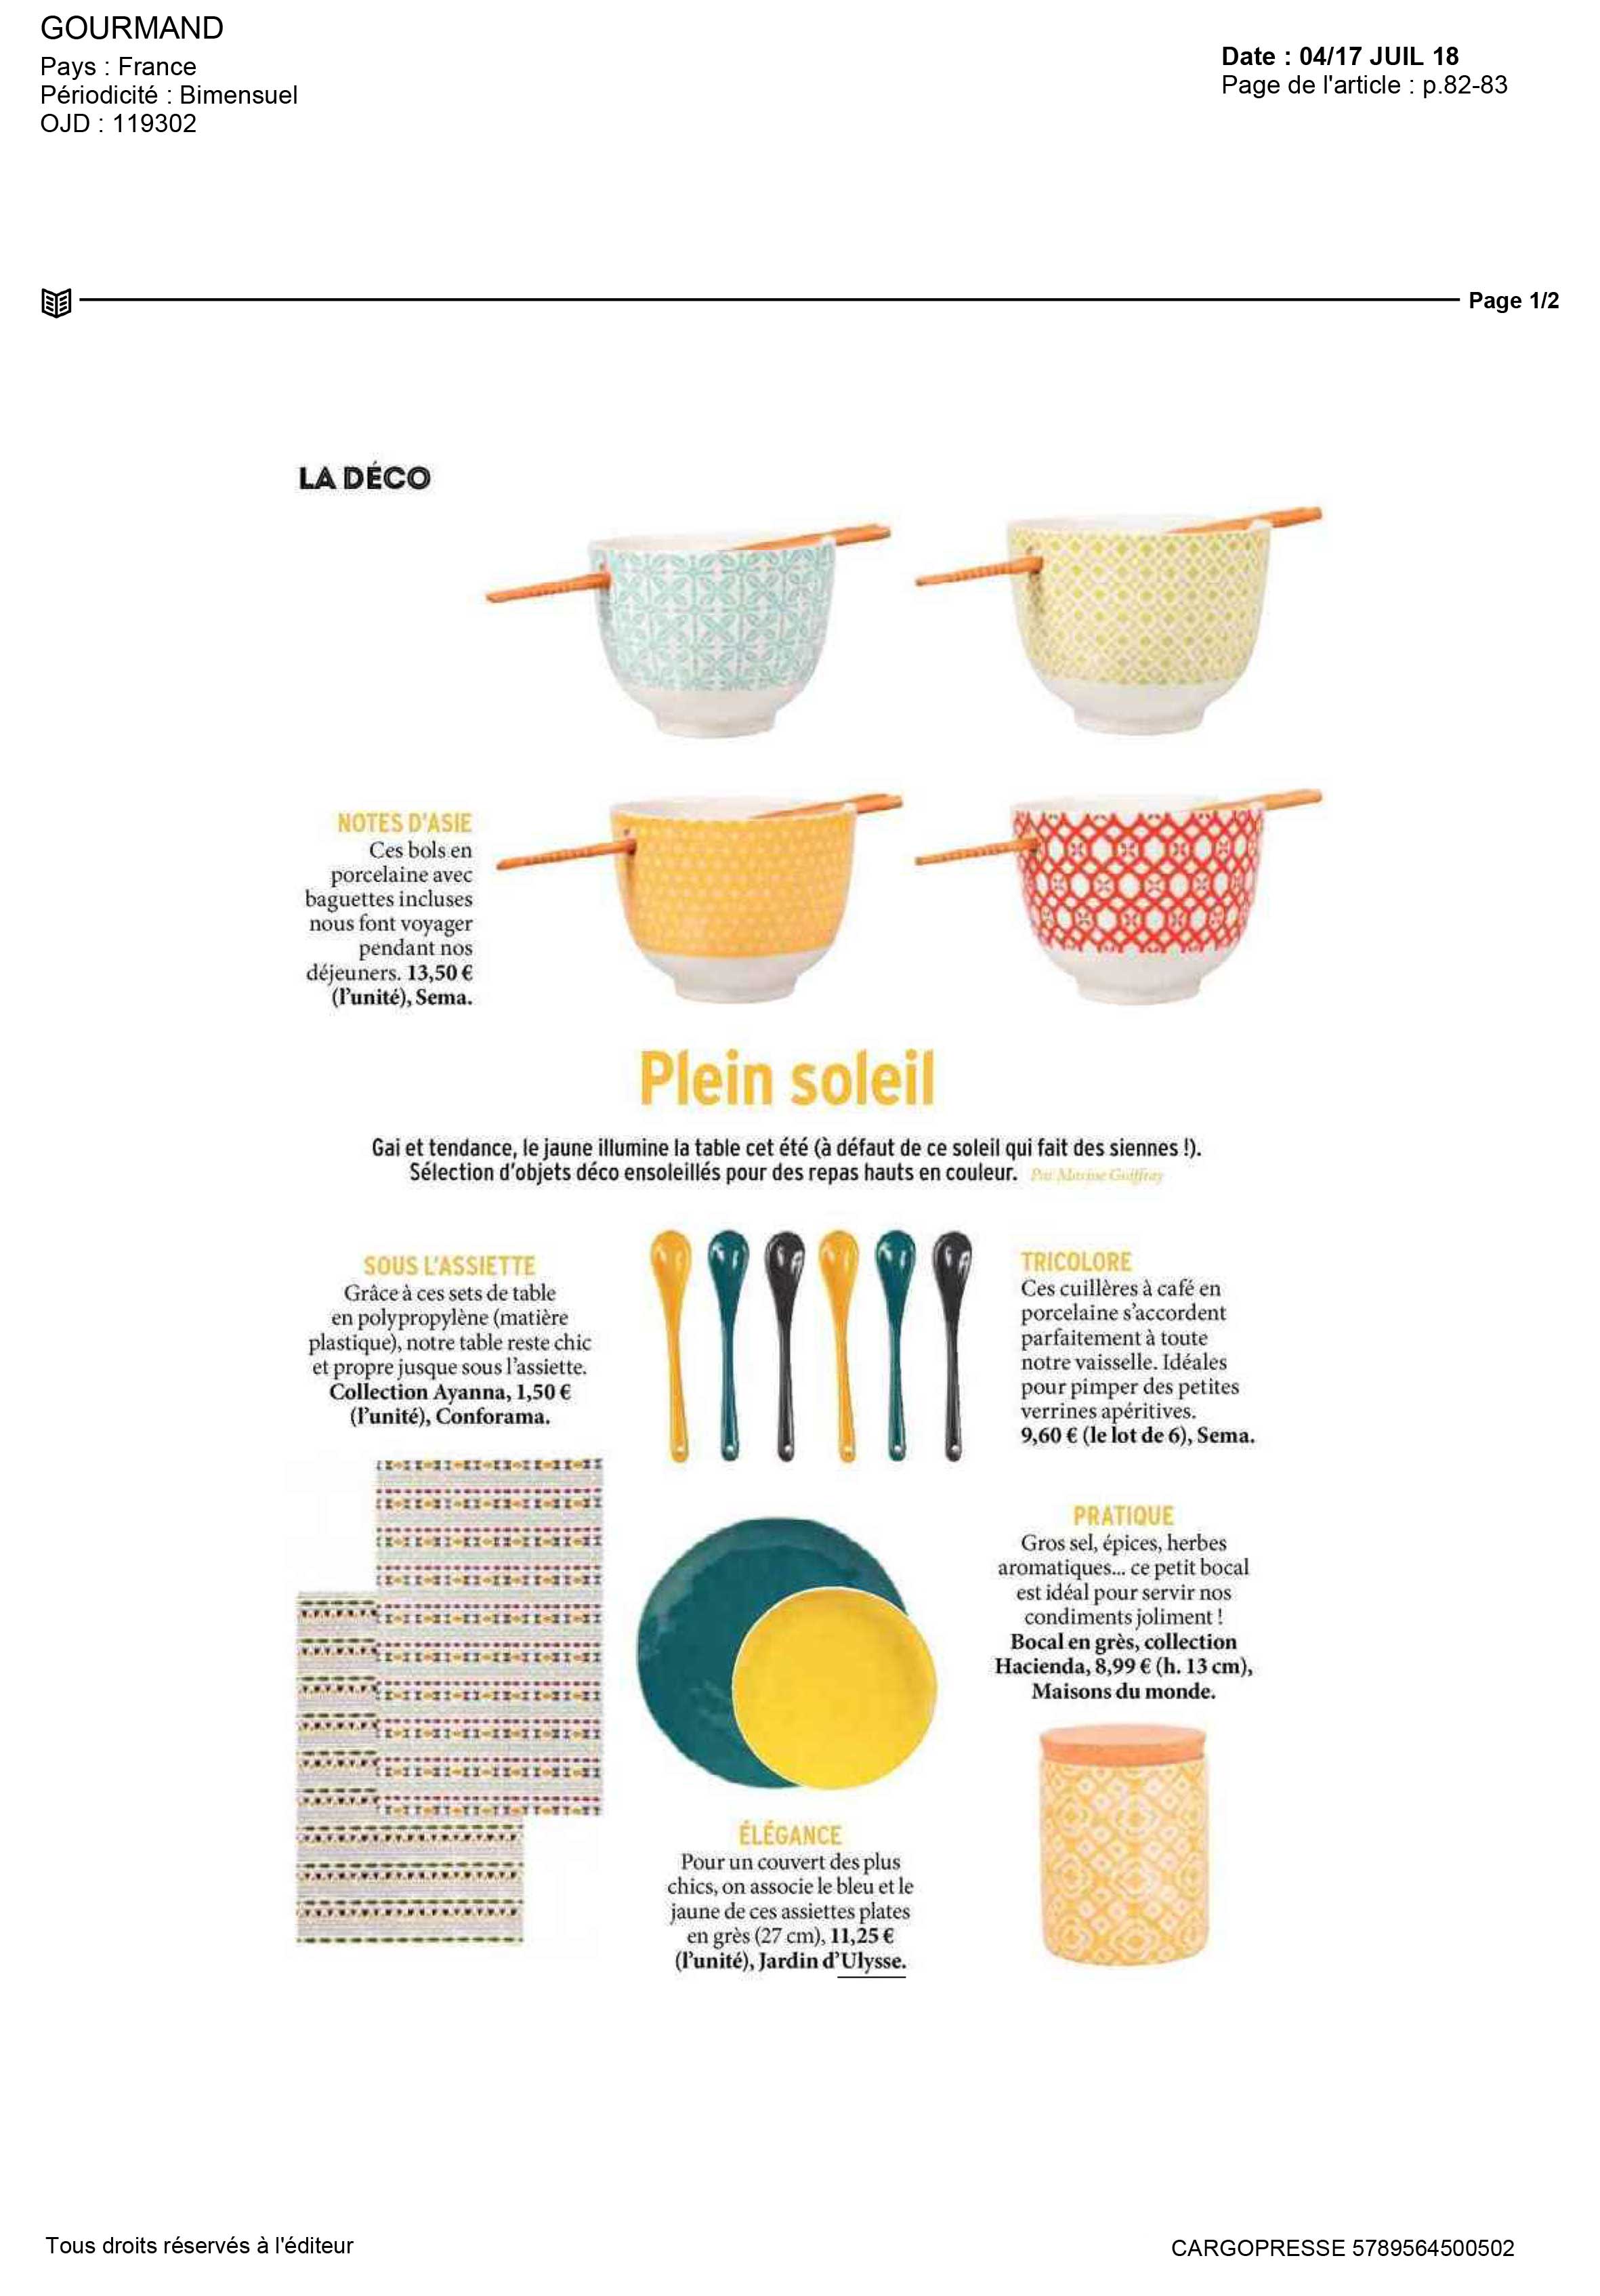 GOURMAND
Pays : France
Périodicité : Bimensuel
OJD : 119302
Date : 04/17 JUIL 18
Page de l'article : p.82-83
Page 1/2
LA DÉCO
NOTES D'ASIE
Ces bols en
porcelaine avec
baguettes incluses
nous font voyager
pendant nos
déjeuners. 13,50 €
(l'unité), Sema.
Plein soleil
Gai et tendance, le jaune illumine la table cet été (à défaut de ce soleil qui fait des siennes !).
Sélection d'objets déco ensoleillés pour des repas hauts en couleur. Par Maxine Goiffray
SOUS L'ASSIETTE
Grâce à ces sets de table
en polypropylène (matière
plastique), notre table reste chic
et propre jusque sous l'assiette.
Collection Ayanna, 1,50 €
(l'unité), Conforama.
TRICOLORE
Ces cuillères à café en
porcelaine s'accordent
parfaitement à toute
notre vaisselle. Idéales
pour pimper des petites
verrines apéritives.
9,60 € (le lot de 6), Sema.
PRATIQUE
Gros sel, épices, herbes
aromatiques... ce petit bocal
est idéal pour servir nos
condiments joliment !
Bocal en grès, collection
Hacienda, 8,99 € (h. 13 cm),
Maisons du monde.
ÉLÉGANCE
Pour un couvert des plus
chics, on associe le bleu et le
jaune de ces assiettes plates
en grès (27 cm), 11,25 €
(l'unité), Jardin d'Ulysse.
Tous droits réservés à l'éditeur
CARGOPRESSE 5789564500502